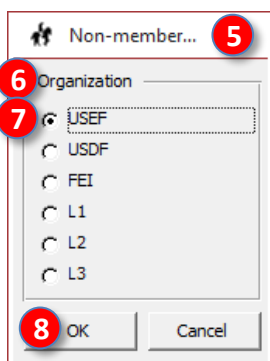 Non-member... 5
6 Organization
7 USEF
USDF
FEI
L1
L2
L3
8 OK Cancel